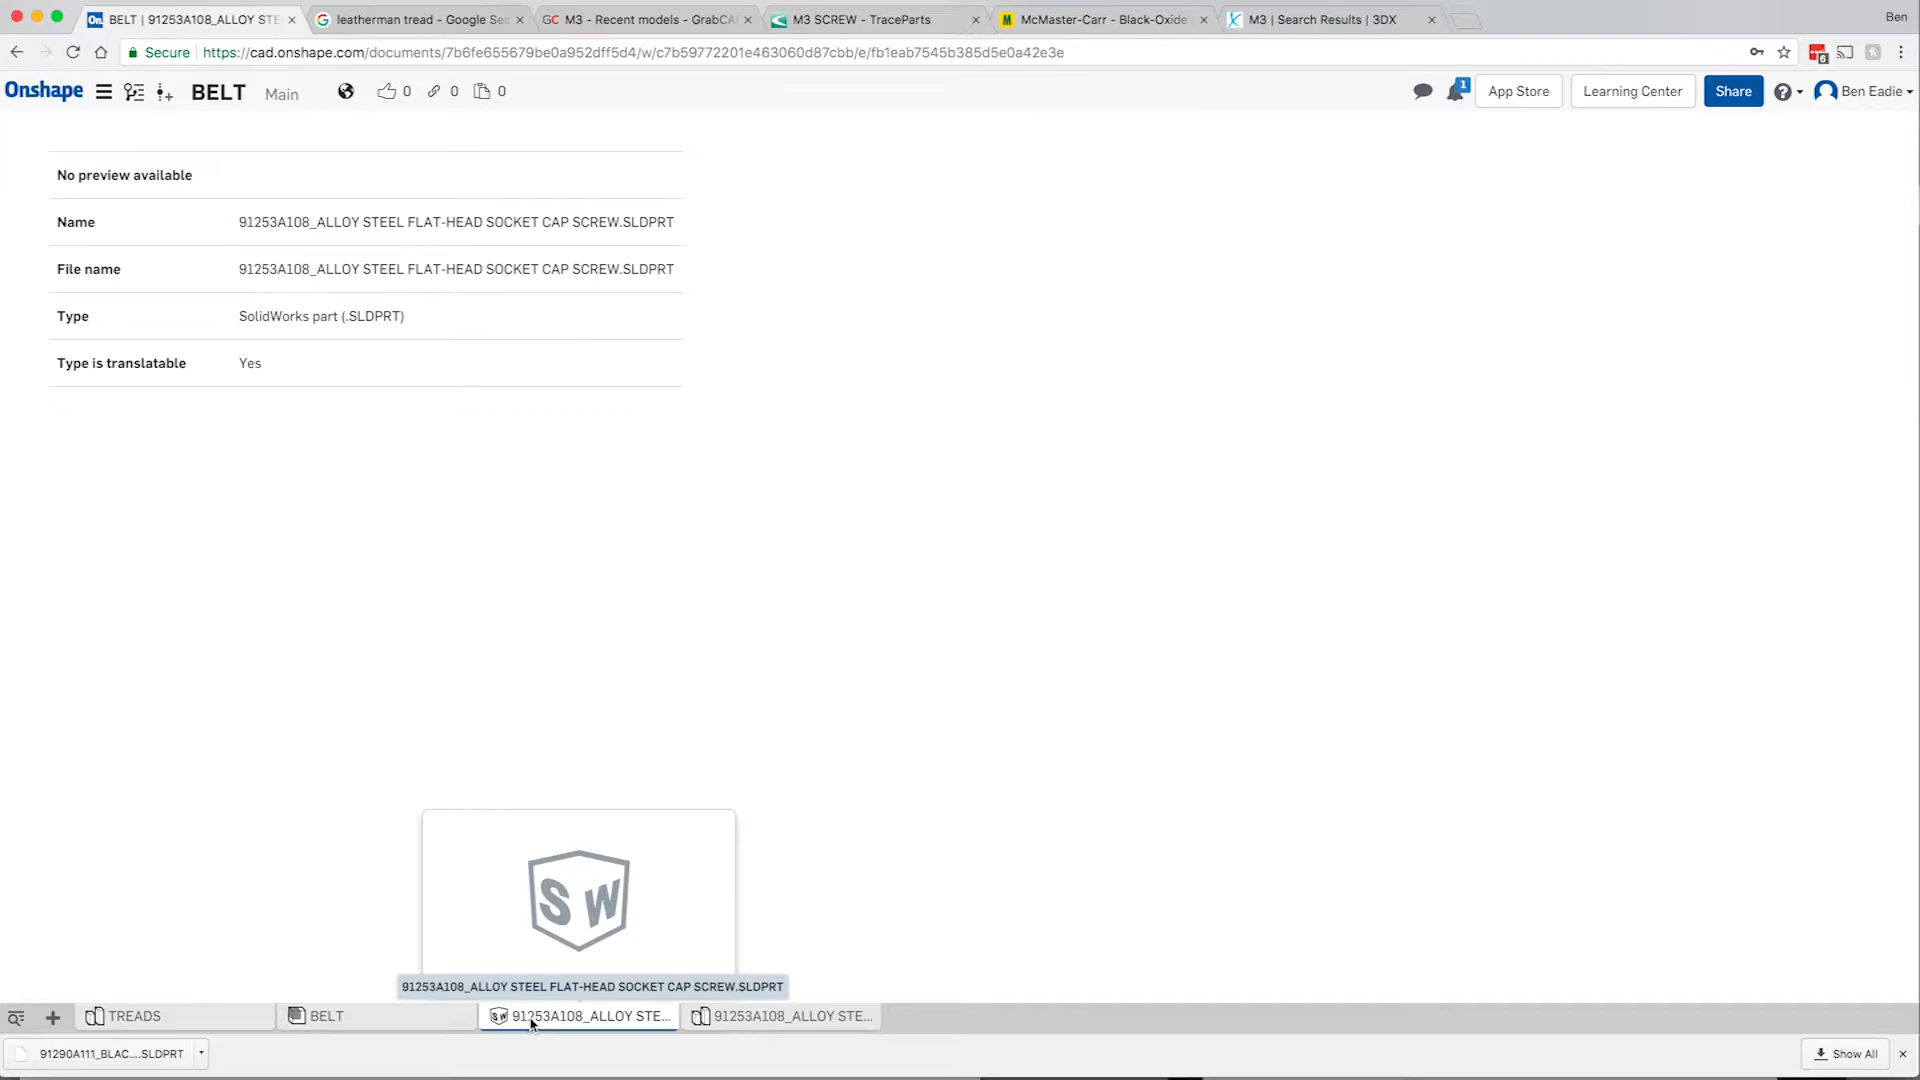 BELT | 91253A108_ALLOY STE
leatherman tread - Google Sea
GC M3 - Recent models - GrabCA
M3 SCREW - TraceParts
McMaster-Carr - Black-Oxide
M3 | Search Results | 3DX
Ben
Secure
https://cad.onshape.com/documents/7b6fe655679be0a952dff5d4/w/c7b59772201e463060d87cbb/e/fb1eab7545b385d5e0a42e3e
6
Onshape
BELT Main
0
0
0
1
App Store
Learning Center
Share
Ben Eadie
No preview available
Name 91253A108_ALLOY STEEL FLAT-HEAD SOCKET CAP SCREW.SLDPRT
File name 91253A108_ALLOY STEEL FLAT-HEAD SOCKET CAP SCREW.SLDPRT
Type SolidWorks part (.SLDPRT)
Type is translatable Yes
SW
91253A108_ALLOY STEEL FLAT-HEAD SOCKET CAP SCREW.SLDPRT
TREADS
BELT
91253A108_ALLOY STE...
91253A108_ALLOY STE...
91290A111_BLAC....SLDPRT
Show All